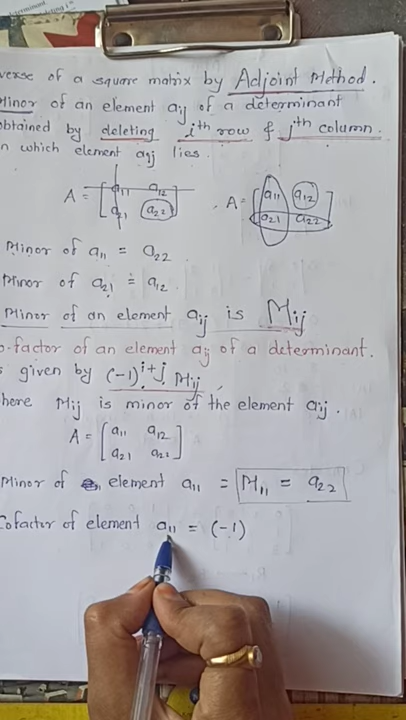 verse of a square matrix by Adjoint Method.
Minor of an element aij of a determinant
obtained by deleting ith row & jth column.
in which element aij lies.
A = [a11 a12
a21 a22]
, A = [a11 a12
a21 a22]
Minor of a11 = a22
Minor of a21 = a12
Minor of an element aij is Mij
o-factor of an element aij of a determinant.
s given by (-1)^i+j . Mij
here Mij is minor of the element aij.
A = [a11 a12
a21 a22]
Minor of element a11 = M11 = a22
Cofactor of element a11 = (-1)